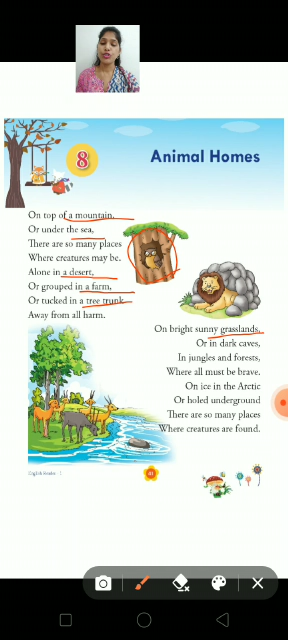 8
Animal Homes
On top of a mountain,
Or under the sea,
There are so many places
Where creatures may be.
Alone in a desert,
Or grouped in a farm,
Or tucked in a tree trunk,
Away from all harm.
On bright sunny grasslands,
Or in dark caves,
In jungles and forests,
Where all must be brave.
On ice in the Arctic
Or holed underground
There are so many places
Where creatures are found.
English Reader